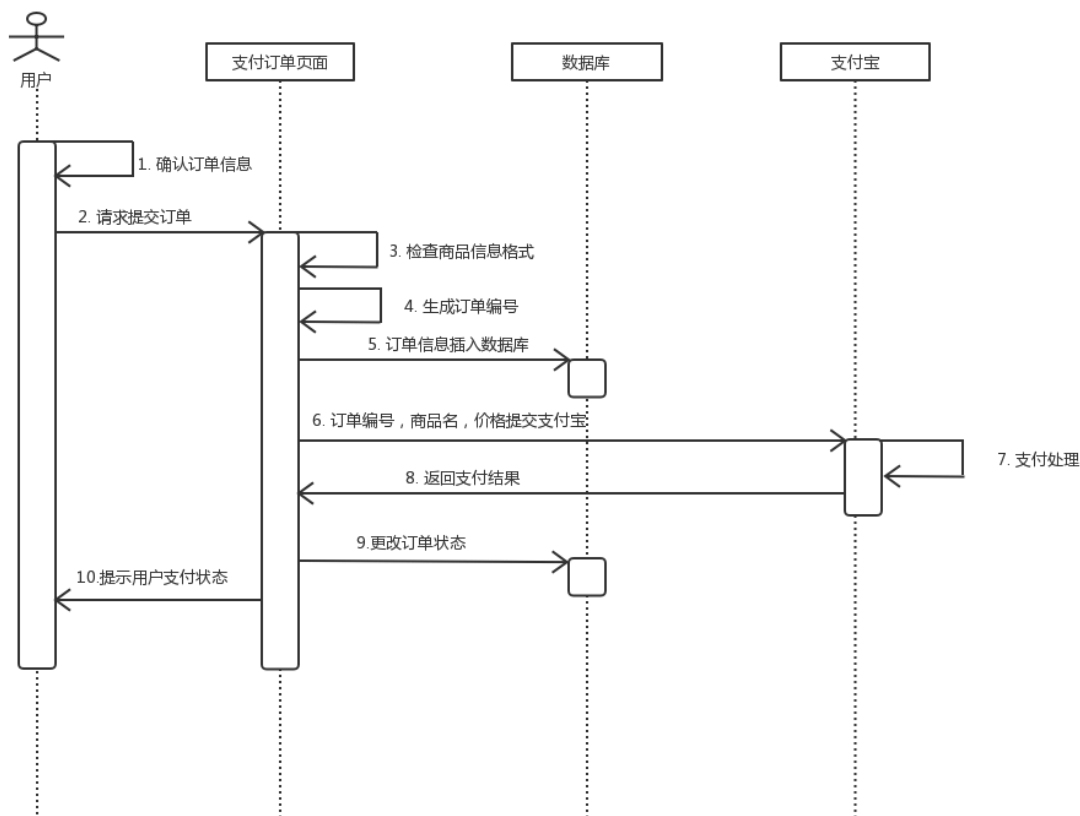 用户
支付订单页面
数据库
支付宝
1. 确认订单信息
2. 请求提交订单
3. 检查商品信息格式
4. 生成订单编号
5. 订单信息插入数据库
6. 订单编号，商品名，价格提交支付宝
7. 支付处理
8. 返回支付结果
9.更改订单状态
10.提示用户支付状态